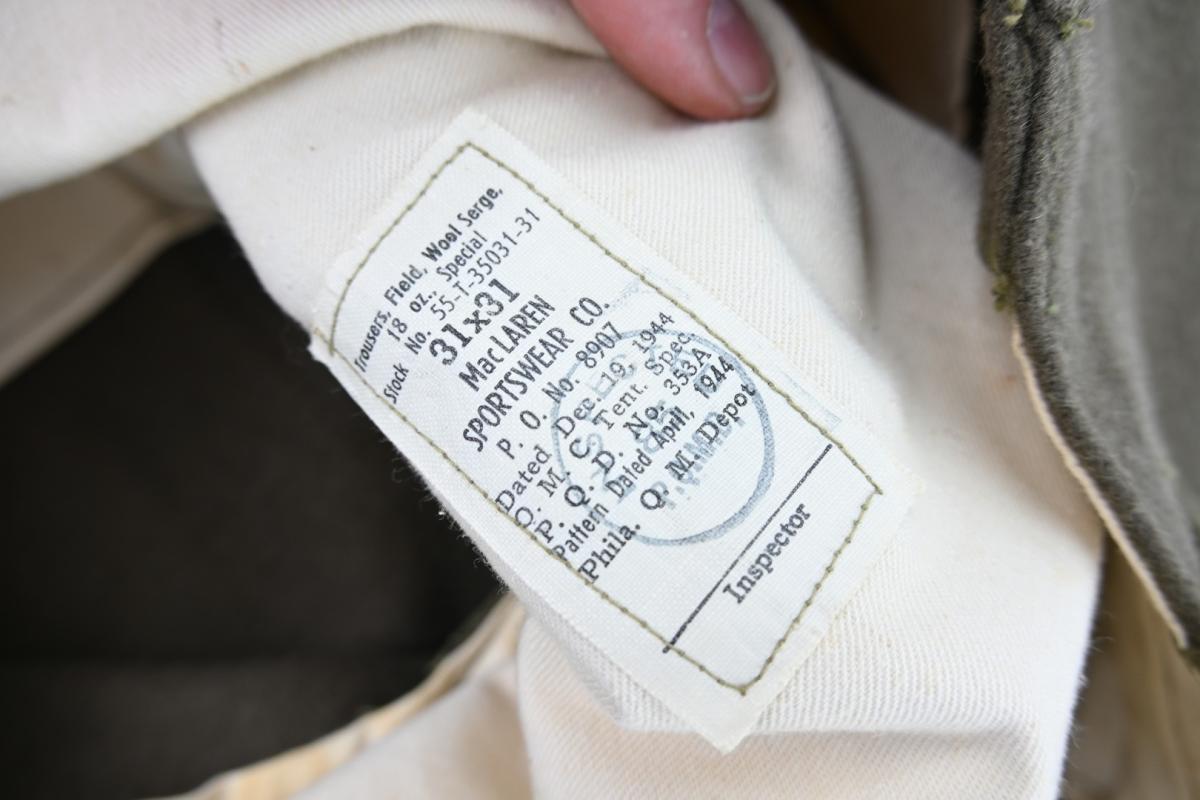 Trousers, Field, Wool Serge,
18 oz., Special
Stock No. 55-T-35031-31
31x31
MacLAREN
SPORTSWEAR CO.
P. O. No 8907
Dated Dec. 19, 1944
Q. M. C. Tent. Spec.
P. Q. D. No. 353A
Pattern Dated April, 1944
Phila. Q. M. Depot
Inspector